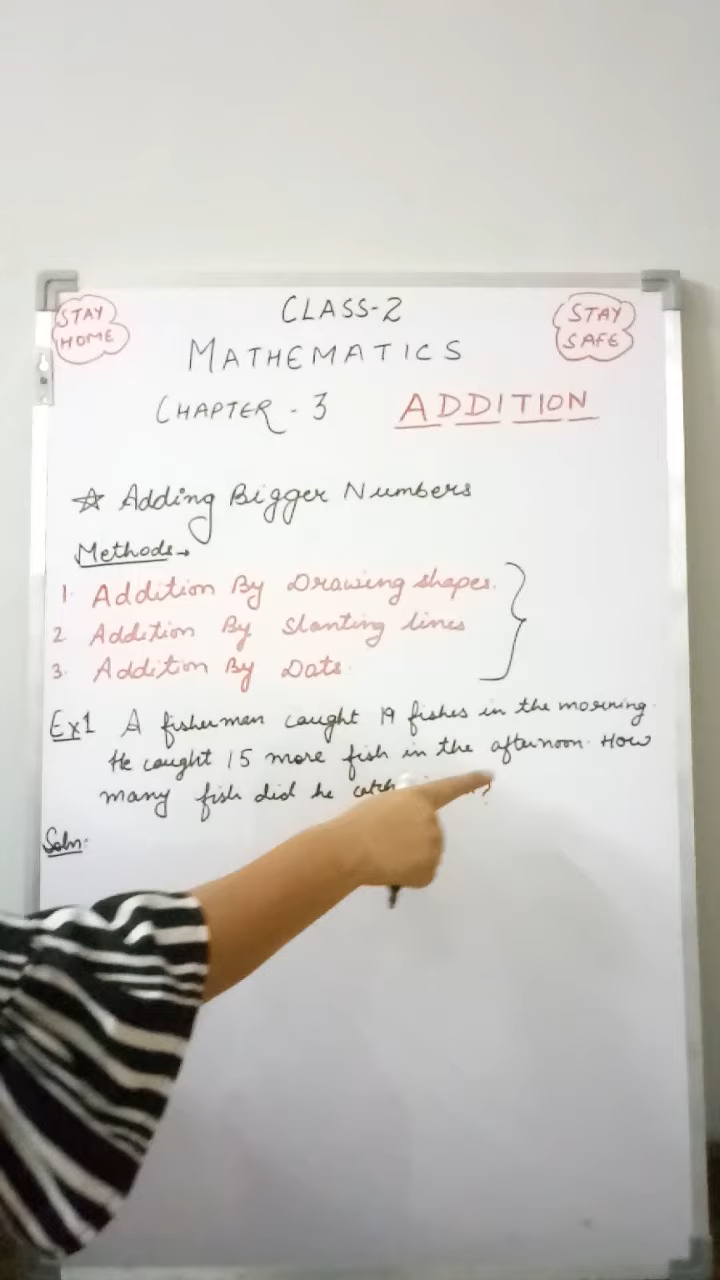 STAY HOME
STAY SAFE
CLASS-2
MATHEMATICS
CHAPTER - 3 ADDITION
☆ Adding Bigger Numbers
Methods→
1. Addition By Drawing shapes.
2 Addition By Slanting lines
3. Addition By Dots.
Ex1 A fisherman caught 19 fishes in the morning.
He caught 15 more fish in the afternoon. How
many fish did he catch ?
Soln.